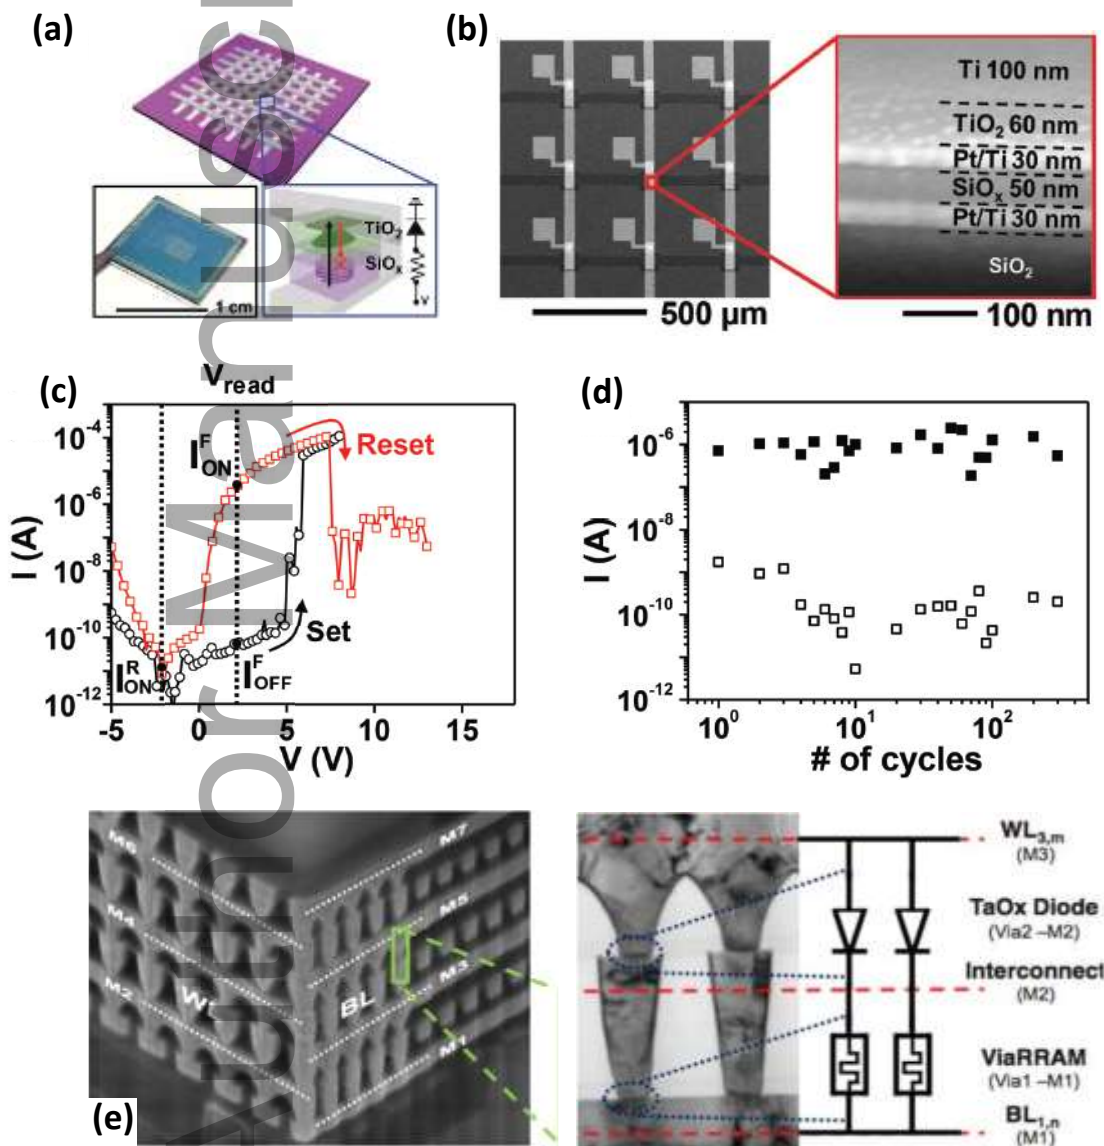 (a)
TiO2
SiOx
V
1 cm
(b)
500 µm
Ti 100 nm
TiO2 60 nm
Pt/Ti 30 nm
SiOx 50 nm
Pt/Ti 30 nm
SiO2
100 nm
(c)
Vread
I^F_ON
Reset
Set
I^R_ON
I^F_OFF
I (A)
10^-4
10^-6
10^-8
10^-10
10^-12
-5
0
5
10
15
V (V)
(d)
I (A)
10^-6
10^-8
10^-10
10^-12
10^0
10^1
10^2
# of cycles
(e)
M6
M4
M2
WL
BL
M7
M5
M3
M1
WL3,m
(M3)
TaOx Diode
(Via2 –M2)
Interconnect
(M2)
ViaRRAM
(Via1 –M1)
BL1,n
(M1)